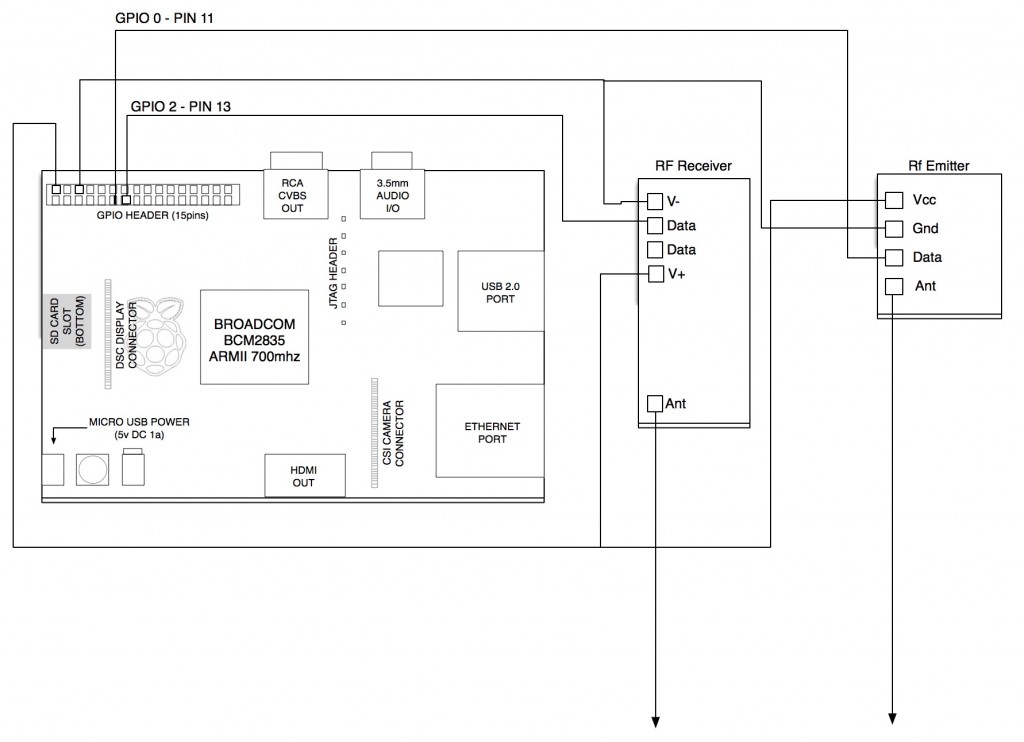 GPIO 0 - PIN 11
GPIO 2 - PIN 13
RF Receiver
Rf Emitter
RCA
CVBS
OUT
3.5mm
AUDIO
I/O
GPIO HEADER (15pins)
V-
Data
Data
V+
Ant
Vcc
Gnd
Data
Ant
JTAG HEADER
USB 2.0
PORT
SD CARD
SLOT
(BOTTOM)
DSC DISPLAY
CONNECTOR
BROADCOM
BCM2835
ARMII 700mhz
MICRO USB POWER
(5v DC 1a)
CSI CAMERA
CONNECTOR
ETHERNET
PORT
HDMI
OUT